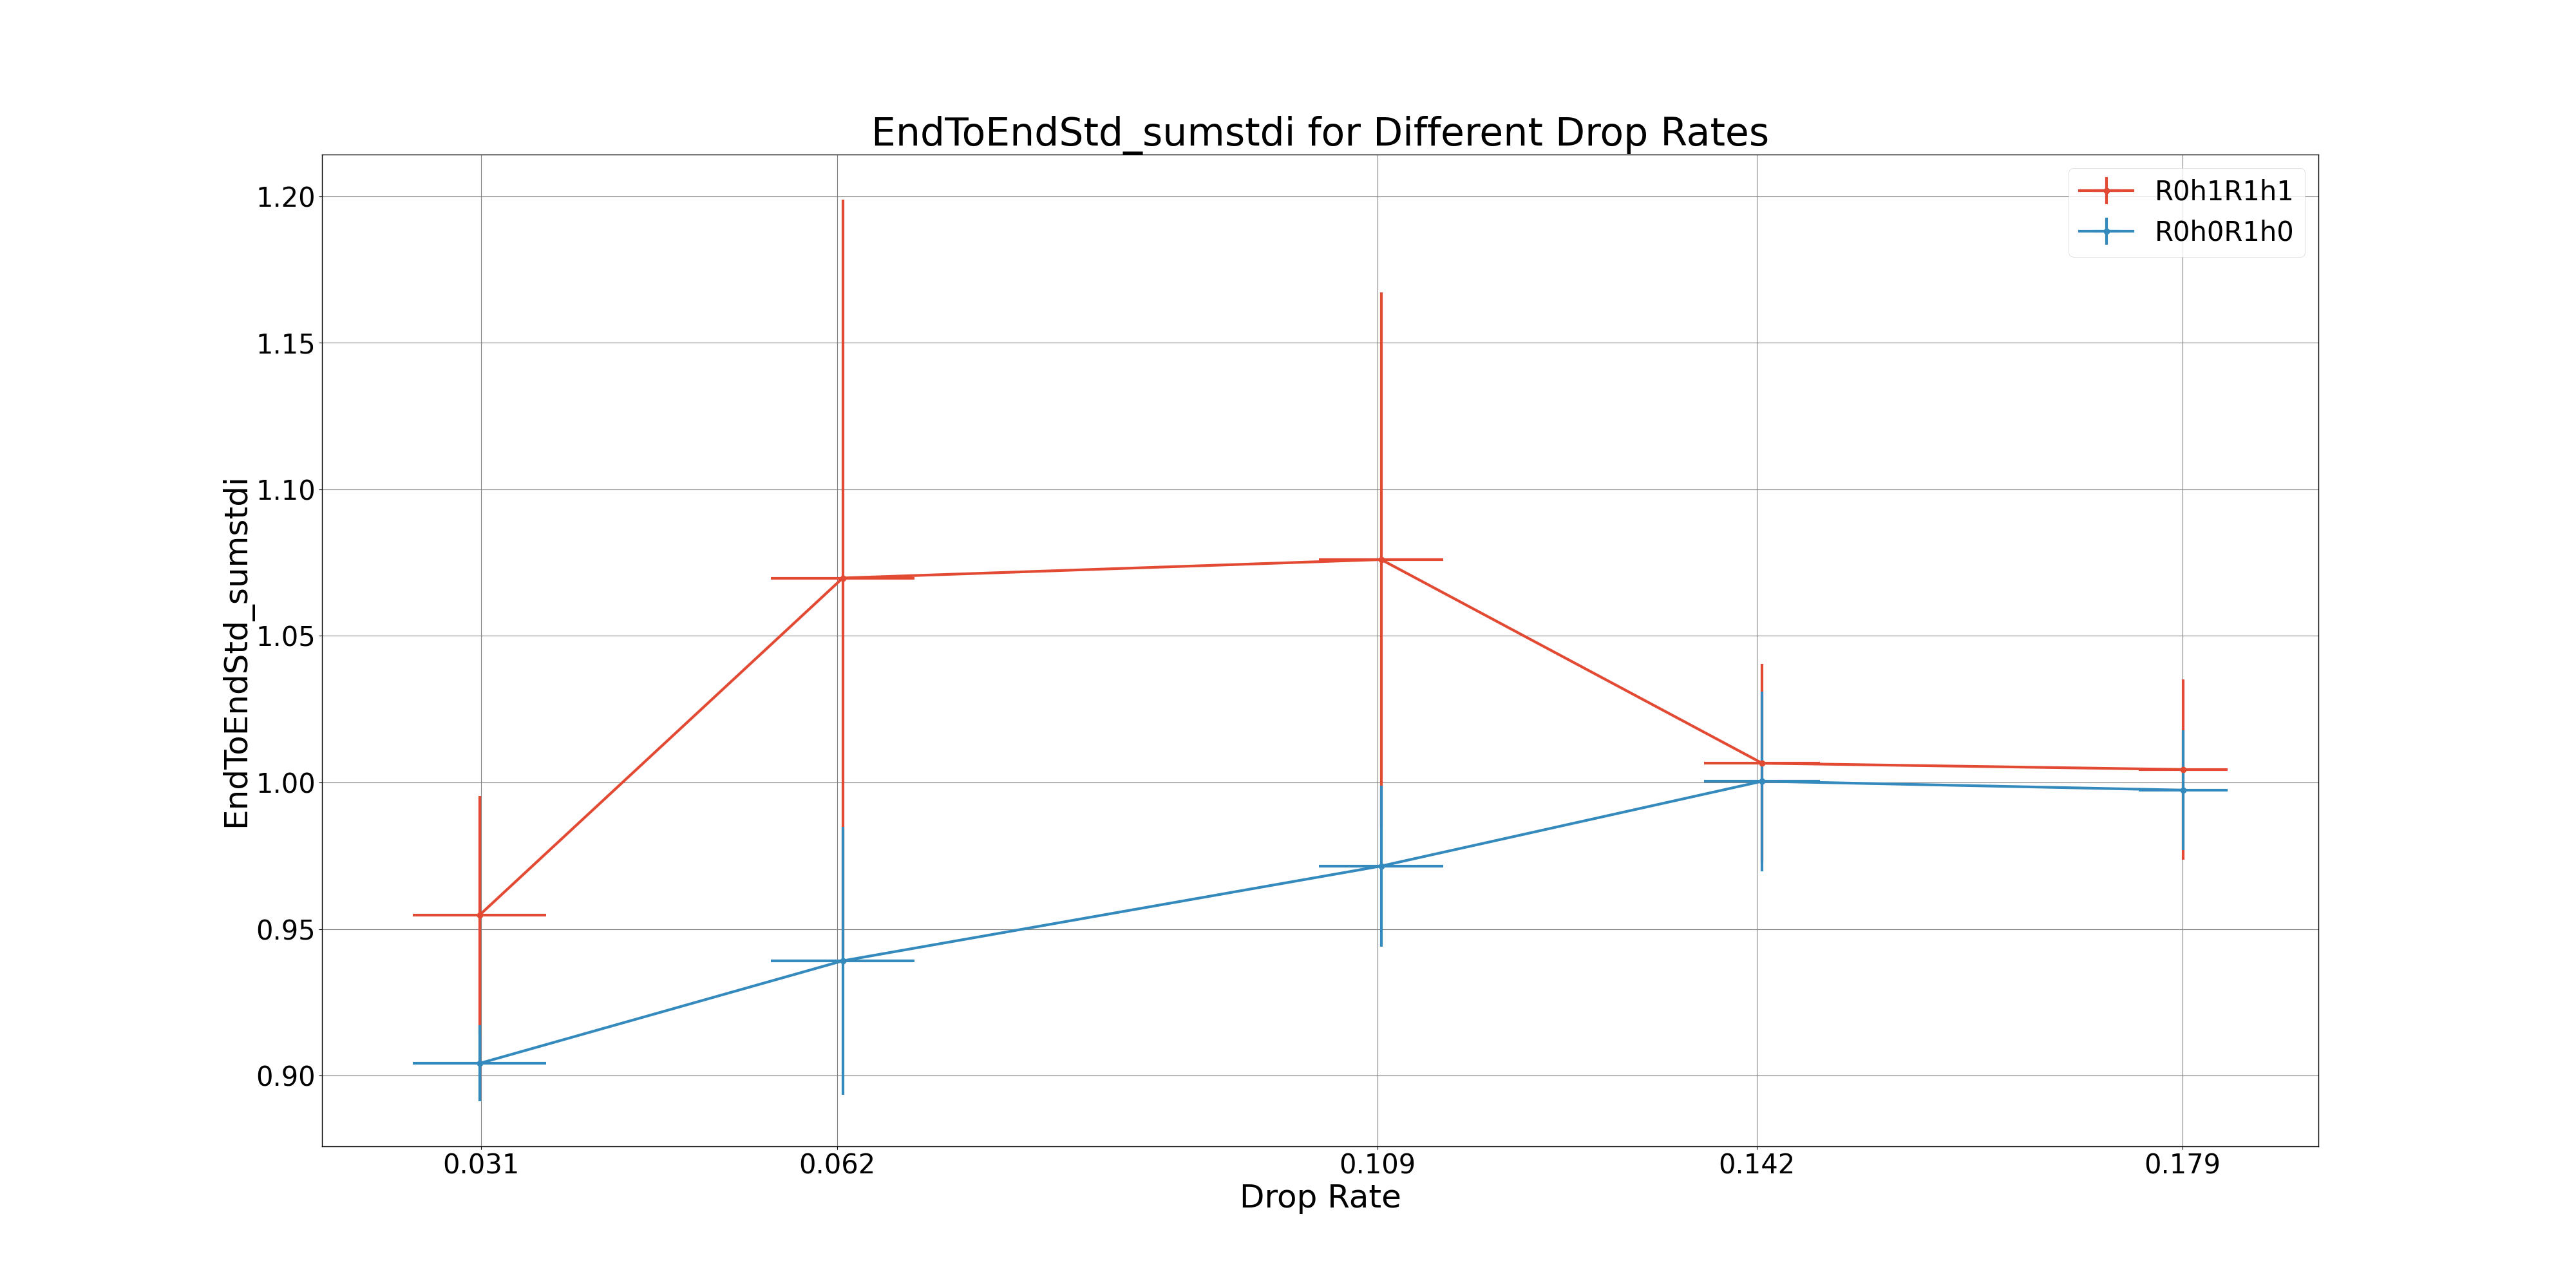 EndToEndStd_sumstdi for Different Drop Rates
R0h1R1h1
R0h0R1h0
EndToEndStd_sumstdi
1.20
1.15
1.10
1.05
1.00
0.95
0.90
0.031 0.062 0.109 0.142 0.179
Drop Rate